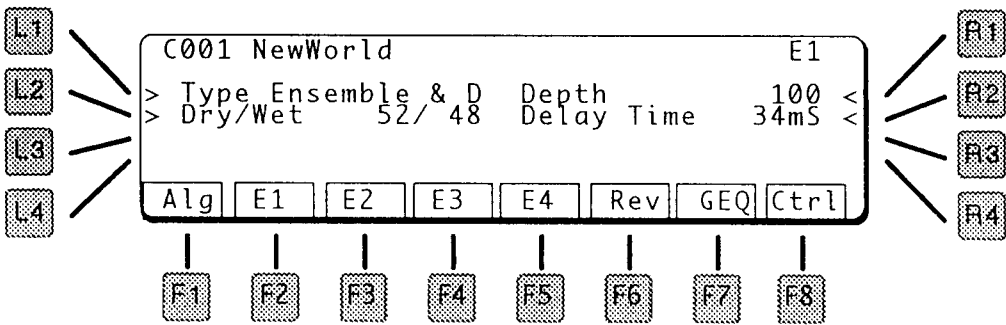 C001 NewWorld E1
> Type Ensemble & D Depth 100 <
> Dry/Wet 52/ 48 Delay Time 34mS <
Alg E1 E2 E3 E4 Rev GEQ Ctrl
L1
L2
L3
L4
R1
R2
R3
R4
F1 F2 F3 F4 F5 F6 F7 F8